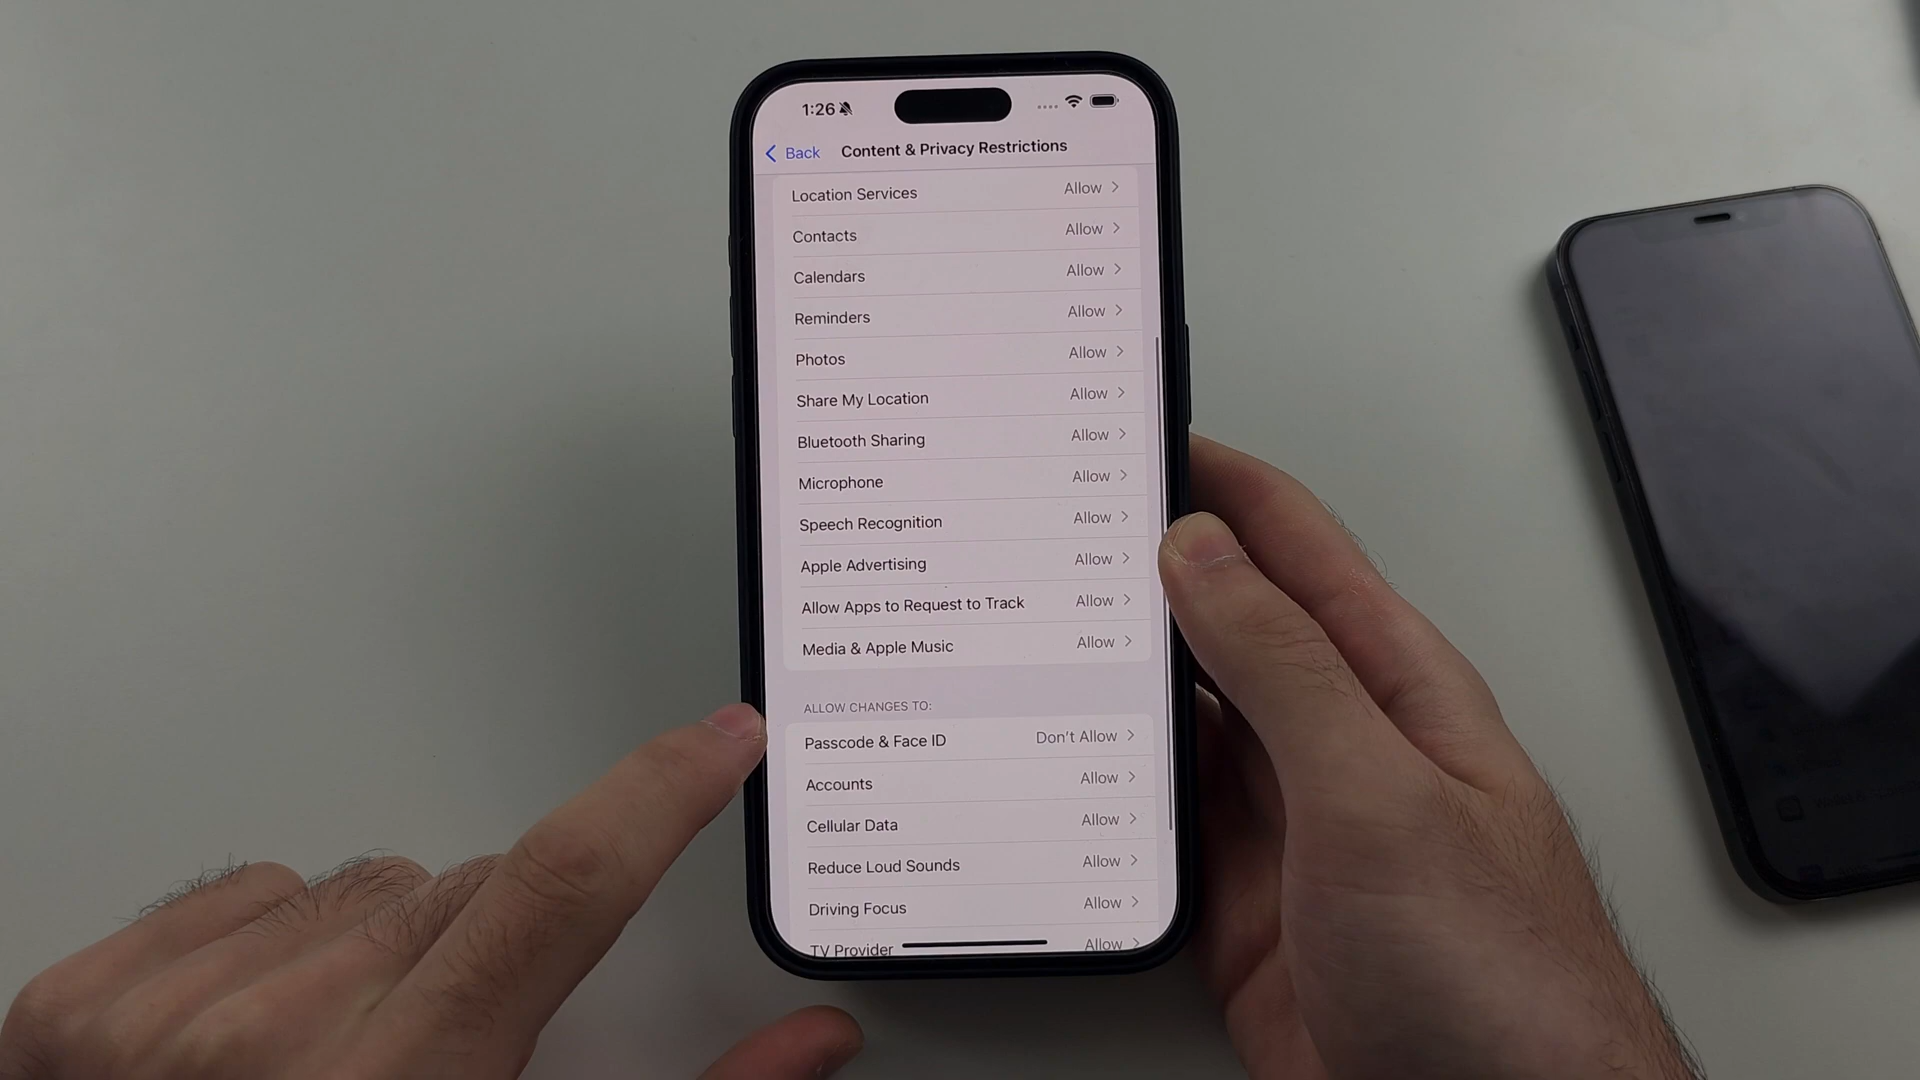 1:26
Back Content & Privacy Restrictions
Location Services Allow
Contacts Allow
Calendars Allow
Reminders Allow
Photos Allow
Share My Location Allow
Bluetooth Sharing Allow
Microphone Allow
Speech Recognition Allow
Apple Advertising Allow
Allow Apps to Request to Track Allow
Media & Apple Music Allow
ALLOW CHANGES TO:
Passcode & Face ID Don't Allow
Accounts Allow
Cellular Data Allow
Reduce Loud Sounds Allow
Driving Focus Allow
TV Provider Allow